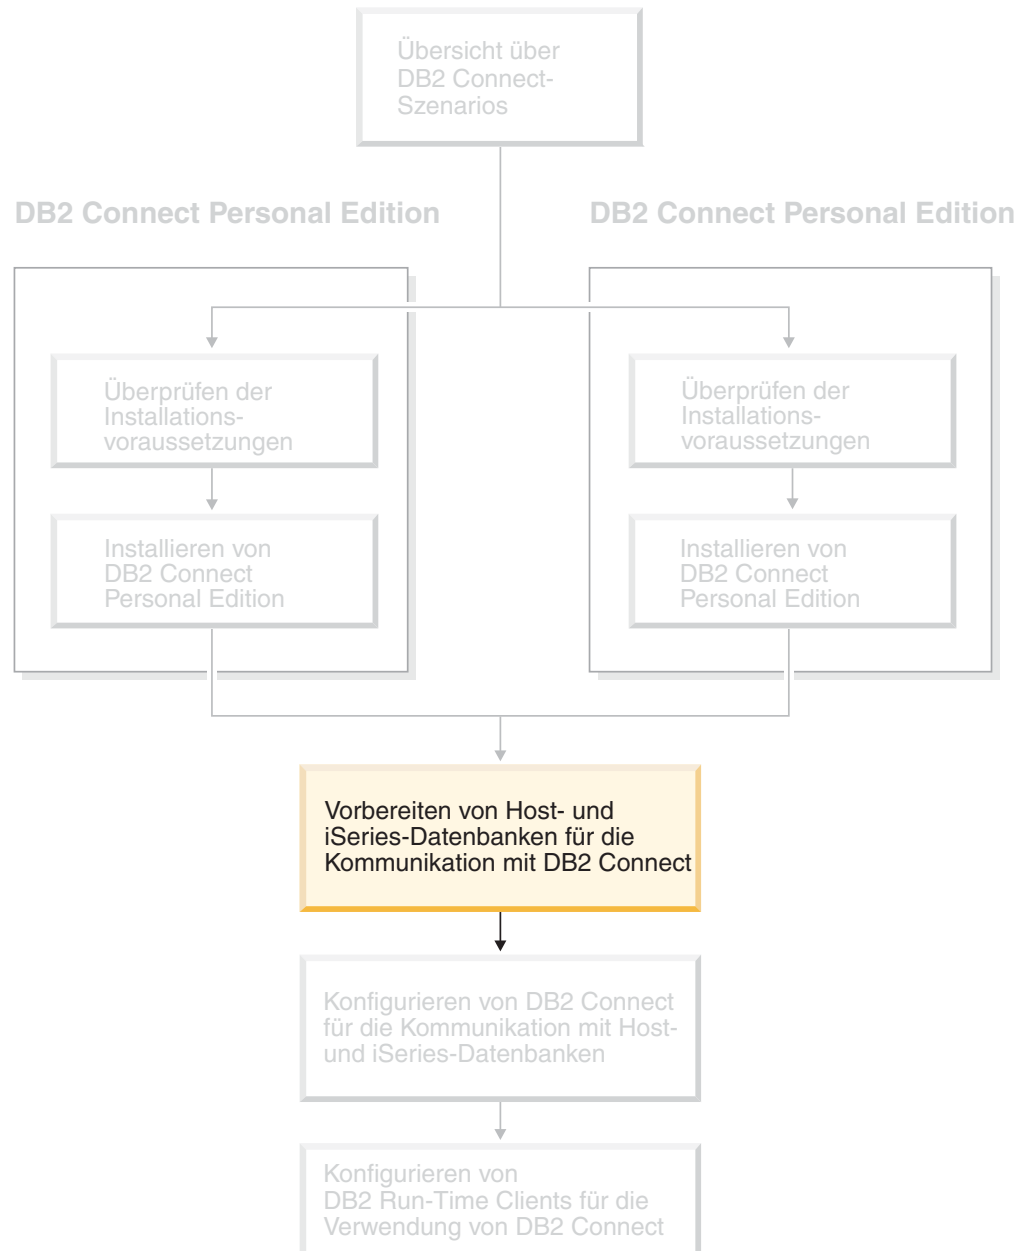 Übersicht über
DB2 Connect-
Szenarios
DB2 Connect Personal Edition
DB2 Connect Personal Edition
Überprüfen der
Installations-
voraussetzungen
Installieren von
DB2 Connect
Personal Edition
Überprüfen der
Installations-
voraussetzungen
Installieren von
DB2 Connect
Personal Edition
Vorbereiten von Host- und
iSeries-Datenbanken für die
Kommunikation mit DB2 Connect
Konfigurieren von DB2 Connect
für die Kommunikation mit Host-
und iSeries-Datenbanken
Konfigurieren von
DB2 Run-Time Clients für die
Verwendung von DB2 Connect